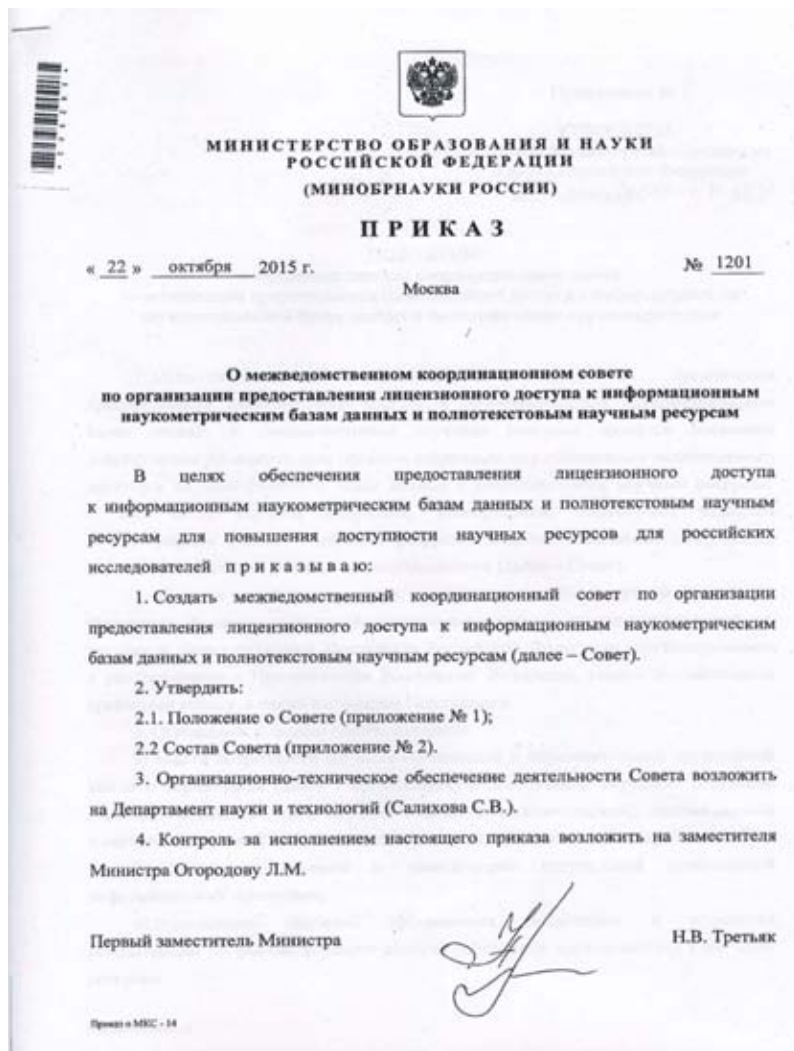 МИНИСТЕРСТВО ОБРАЗОВАНИЯ И НАУКИ
РОССИЙСКОЙ ФЕДЕРАЦИИ
(МИНОБРНАУКИ РОССИИ)
ПРИКАЗ
« 22 » октября 2015 г. № 1201
Москва
О межведомственном координационном совете
по организации предоставления лицензионного доступа к информационным
наукометрическим базам данных и полнотекстовым научным ресурсам
В целях обеспечения предоставления лицензионного доступа
к информационным наукометрическим базам данных и полнотекстовым научным
ресурсам для повышения доступности научных ресурсов для российских
исследователей приказываю:
1. Создать межведомственный координационный совет по организации
предоставления лицензионного доступа к информационным наукометрическим
базам данных и полнотекстовым научным ресурсам (далее – Совет).
2. Утвердить:
2.1. Положение о Совете (приложение № 1);
2.2 Состав Совета (приложение № 2).
3. Организационно-техническое обеспечение деятельности Совета возложить
на Департамент науки и технологий (Салихова С.В.).
4. Контроль за исполнением настоящего приказа возложить на заместителя
Министра Огородову Л.М.
Первый заместитель Министра Н.В. Третьяк
Приказ о МКС - 14